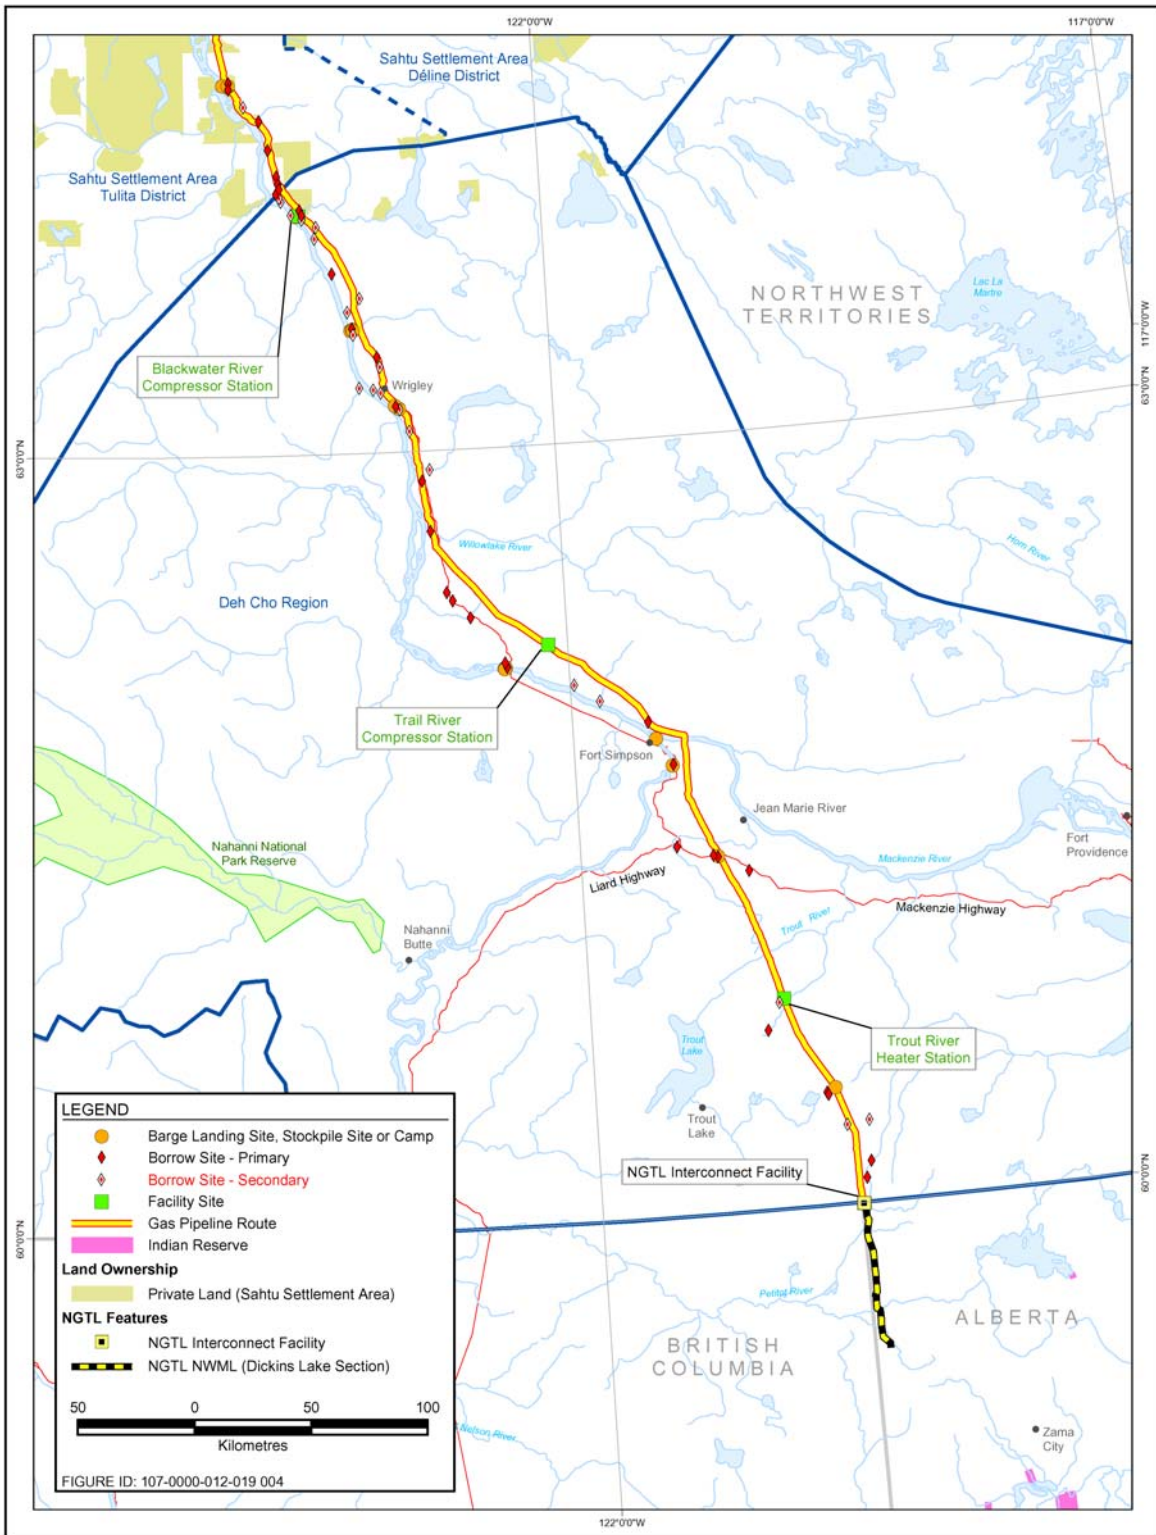 122°0'0"W
117°0'0"W
Sahtu Settlement Area
Déline District
Sahtu Settlement Area
Tulita District
NORTHWEST
TERRITORIES
Lac La
Martre
117°0'0"W
63°0'0"N
Blackwater River
Compressor Station
Wrigley
63°0'0"N
Willowlake River
Horn River
Deh Cho Region
Trail River
Compressor Station
Fort Simpson
Jean Marie River
Fort
Providence
Nahanni National
Park Reserve
Mackenzie River
Liard Highway
Mackenzie Highway
Trout River
Nahanni
Butte
Trout
Lake
Trout River
Heater Station
Trout
Lake
NGTL Interconnect Facility
60°0'0"N
60°0'0"N
LEGEND
Barge Landing Site, Stockpile Site or Camp
Borrow Site - Primary
Borrow Site - Secondary
Facility Site
Gas Pipeline Route
Indian Reserve
Land Ownership
Private Land (Sahtu Settlement Area)
NGTL Features
NGTL Interconnect Facility
NGTL NWML (Dickins Lake Section)
50 0 50 100
Kilometres
FIGURE ID: 107-0000-012-019 004
Petitot River
ALBERTA
BRITISH
COLUMBIA
Nelson River
Zama
City
122°0'0"W